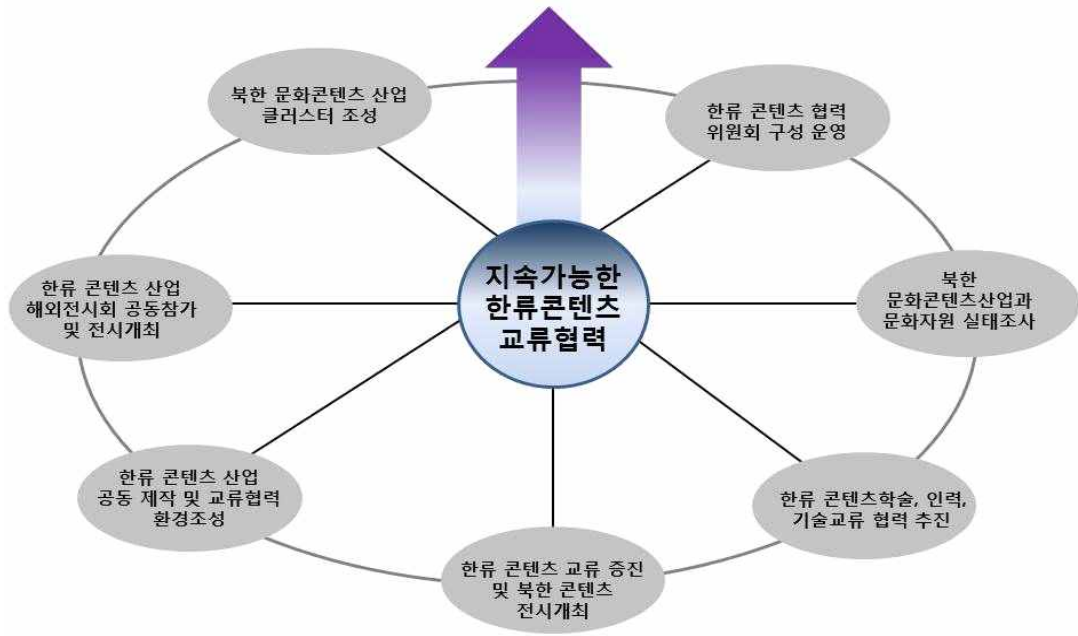 북한 문화콘텐츠 산업
클러스터 조성
한류 콘텐츠 협력
위원회 구성 운영
한류 콘텐츠 산업
해외전시회 공동참가
및 전시개최
지속가능한
한류콘텐츠
교류협력
북한
문화콘텐츠산업과
문화자원 실태조사
한류 콘텐츠 산업
공동 제작 및 교류협력
환경조성
한류 콘텐츠학술, 인력,
기술교류 협력 추진
한류 콘텐츠 교류 증진
및 북한 콘텐츠
전시개최